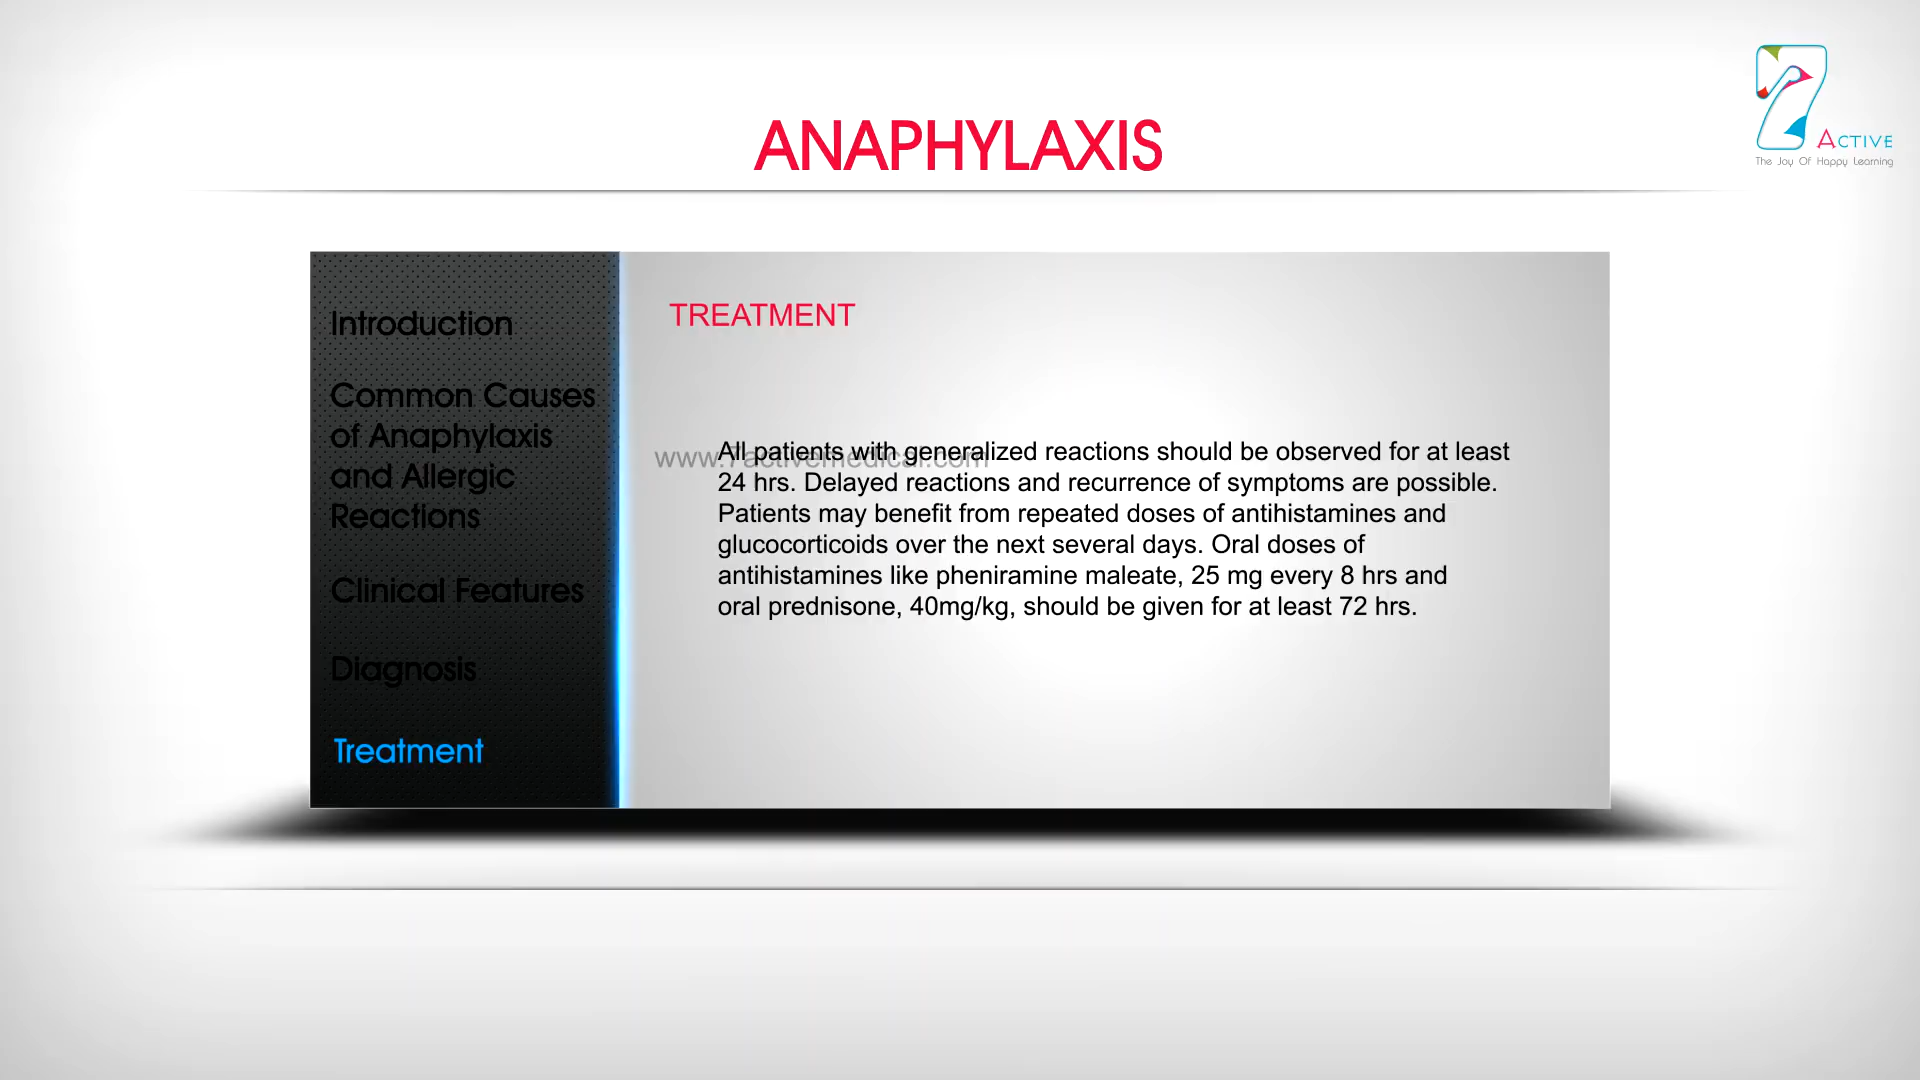 ANAPHYLAXIS
7 ACTIVE
The Joy Of Happy Learning
Introduction
Common Causes
of Anaphylaxis
and Allergic
Reactions
Clinical Features
Diagnosis
Treatment
TREATMENT
www.7activemedical.com
All patients with generalized reactions should be observed for at least
24 hrs. Delayed reactions and recurrence of symptoms are possible.
Patients may benefit from repeated doses of antihistamines and
glucocorticoids over the next several days. Oral doses of
antihistamines like pheniramine maleate, 25 mg every 8 hrs and
oral prednisone, 40mg/kg, should be given for at least 72 hrs.